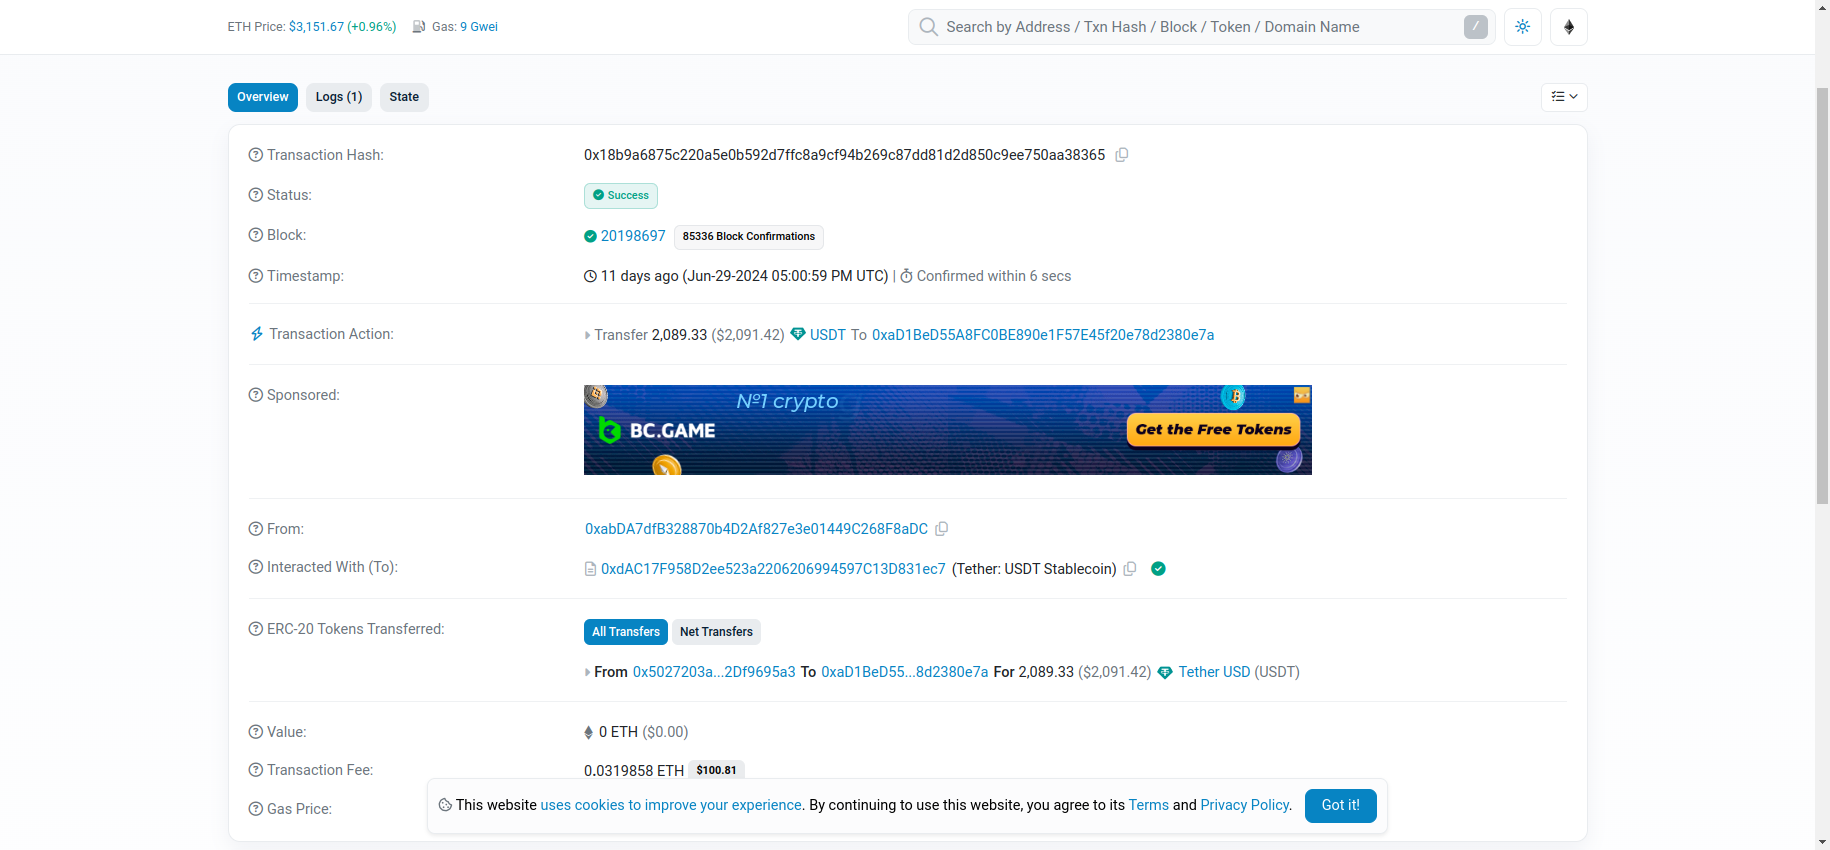 ETH Price: $3,151.67 (+0.96%) Gas: 9 Gwei
Search by Address / Txn Hash / Block / Token / Domain Name /
Overview Logs (1) State
Transaction Hash: 0x18b9a6875c220a5e0b592d7ffc8a9cf94b269c87dd81d2d850c9ee750aa38365
Status: Success
Block: 20198697 85336 Block Confirmations
Timestamp: 11 days ago (Jun-29-2024 05:00:59 PM UTC) | Confirmed within 6 secs
Transaction Action: Transfer 2,089.33 ($2,091.42) USDT To 0xaD1BeD55A8FC0BE890e1F57E45f20e78d2380e7a
Sponsored:
№1 crypto
BC.GAME
Get the Free Tokens
From: 0xabDA7dfB328870b4D2Af827e3e01449C268F8aDC
Interacted With (To): 0xdAC17F958D2ee523a2206206994597C13D831ec7 (Tether: USDT Stablecoin)
ERC-20 Tokens Transferred: All Transfers Net Transfers
From 0x5027203a...2Df9695a3 To 0xaD1BeD55...8d2380e7a For 2,089.33 ($2,091.42) Tether USD (USDT)
Value: 0 ETH ($0.00)
Transaction Fee: 0.0319858 ETH $100.81
Gas Price:
This website uses cookies to improve your experience. By continuing to use this website, you agree to its Terms and Privacy Policy. Got it!